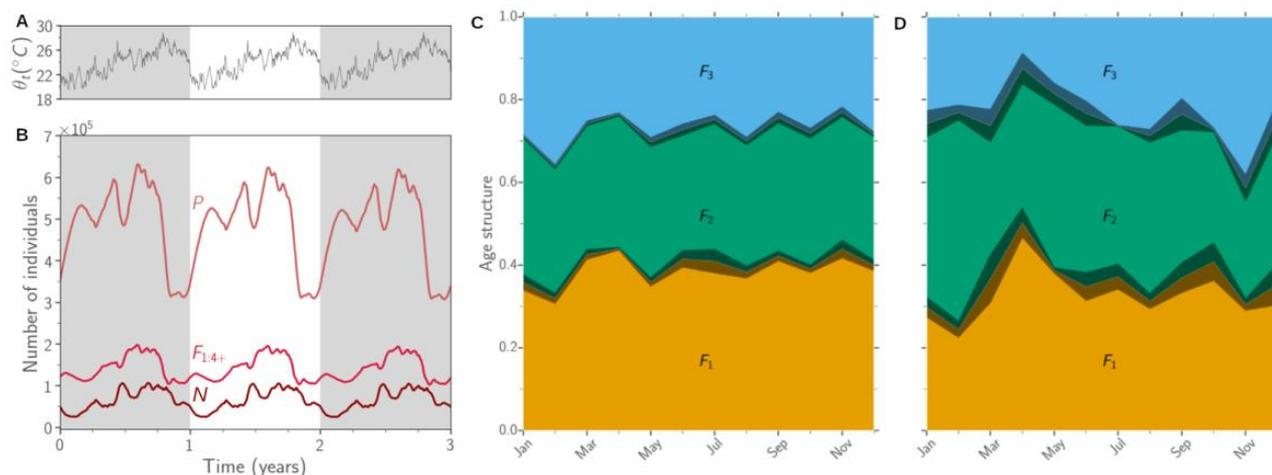 A
θt(°C)
30
26
22
18
B
×10⁵
Number of individuals
7
6
5
4
3
2
1
0
P
F1:4+
N
0
1
2
3
Time (years)
C
Age structure
1.0
0.8
0.6
0.4
0.2
0.0
F3
F2
F1
Jan
Mar
May
Jul
Sep
Nov
D
F3
F2
F1
Jan
Mar
May
Jul
Sep
Nov